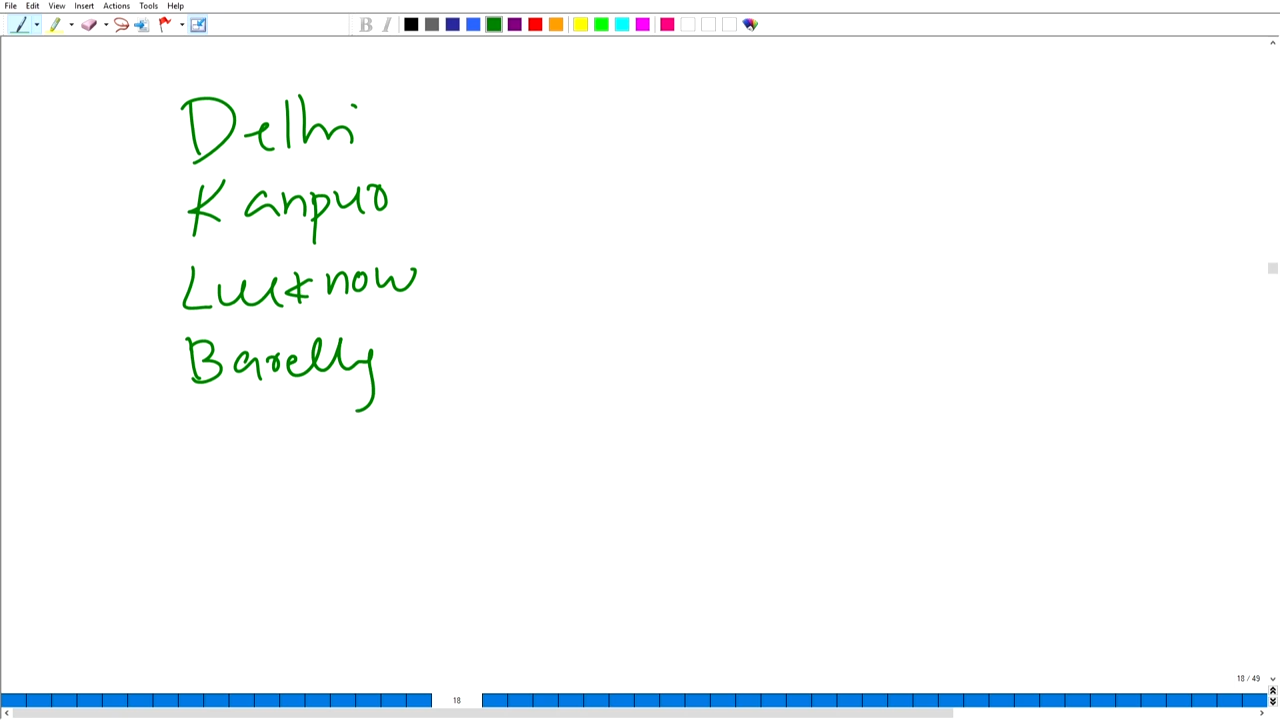 File Edit View Insert Actions Tools Help
B I
Delhi
Kanpur
Lucknow
Barelly
18 / 49
18